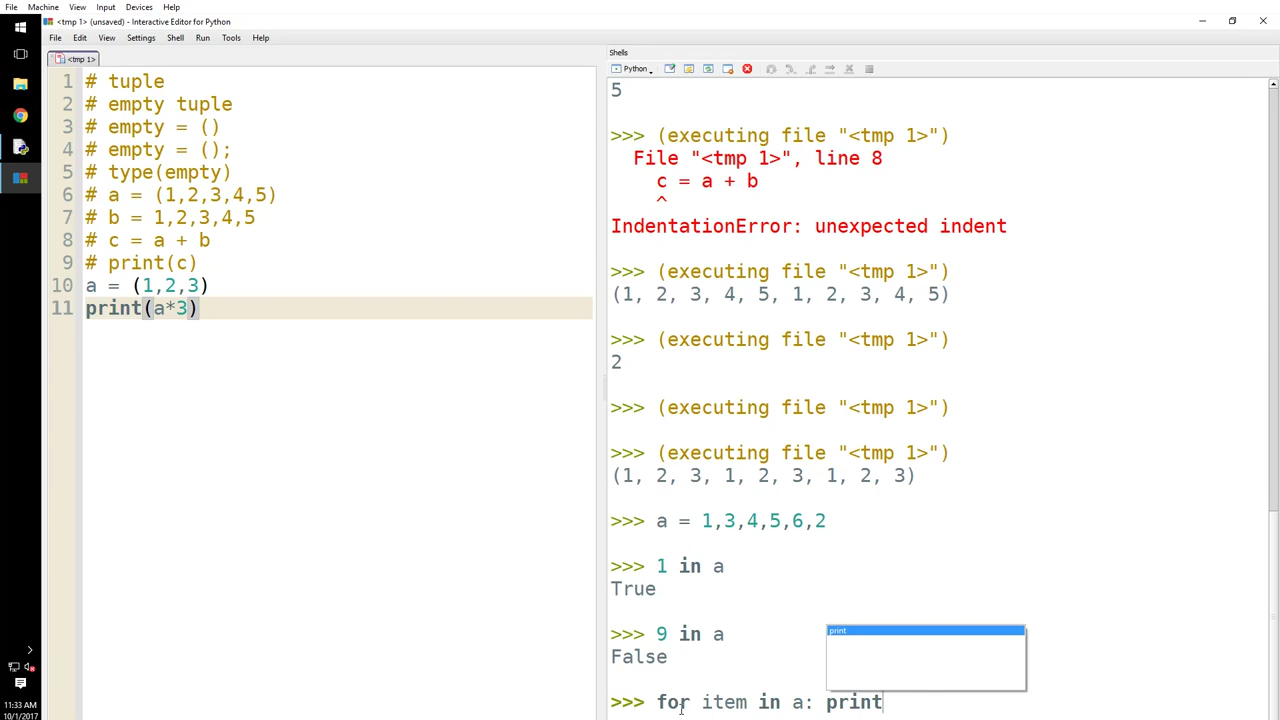 File Machine View Input Devices Help
<tmp 1> (unsaved) - Interactive Editor for Python
File Edit View Settings Shell Run Tools Help
<tmp 1>
1 # tuple
2 # empty tuple
3 # empty = ()
4 # empty = ();
5 # type(empty)
6 # a = (1,2,3,4,5)
7 # b = 1,2,3,4,5
8 # c = a + b
9 # print(c)
10 a = (1,2,3)
11 print(a*3)
Shells
Python
5
>>> (executing file "<tmp 1>")
File "<tmp 1>", line 8
c = a + b
^
IndentationError: unexpected indent
>>> (executing file "<tmp 1>")
(1, 2, 3, 4, 5, 1, 2, 3, 4, 5)
>>> (executing file "<tmp 1>")
2
>>> (executing file "<tmp 1>")
>>> (executing file "<tmp 1>")
(1, 2, 3, 1, 2, 3, 1, 2, 3)
>>> a = 1,3,4,5,6,2
>>> 1 in a
True
>>> 9 in a
False
print
>>> for item in a: print
11:33 AM
10/1/2017